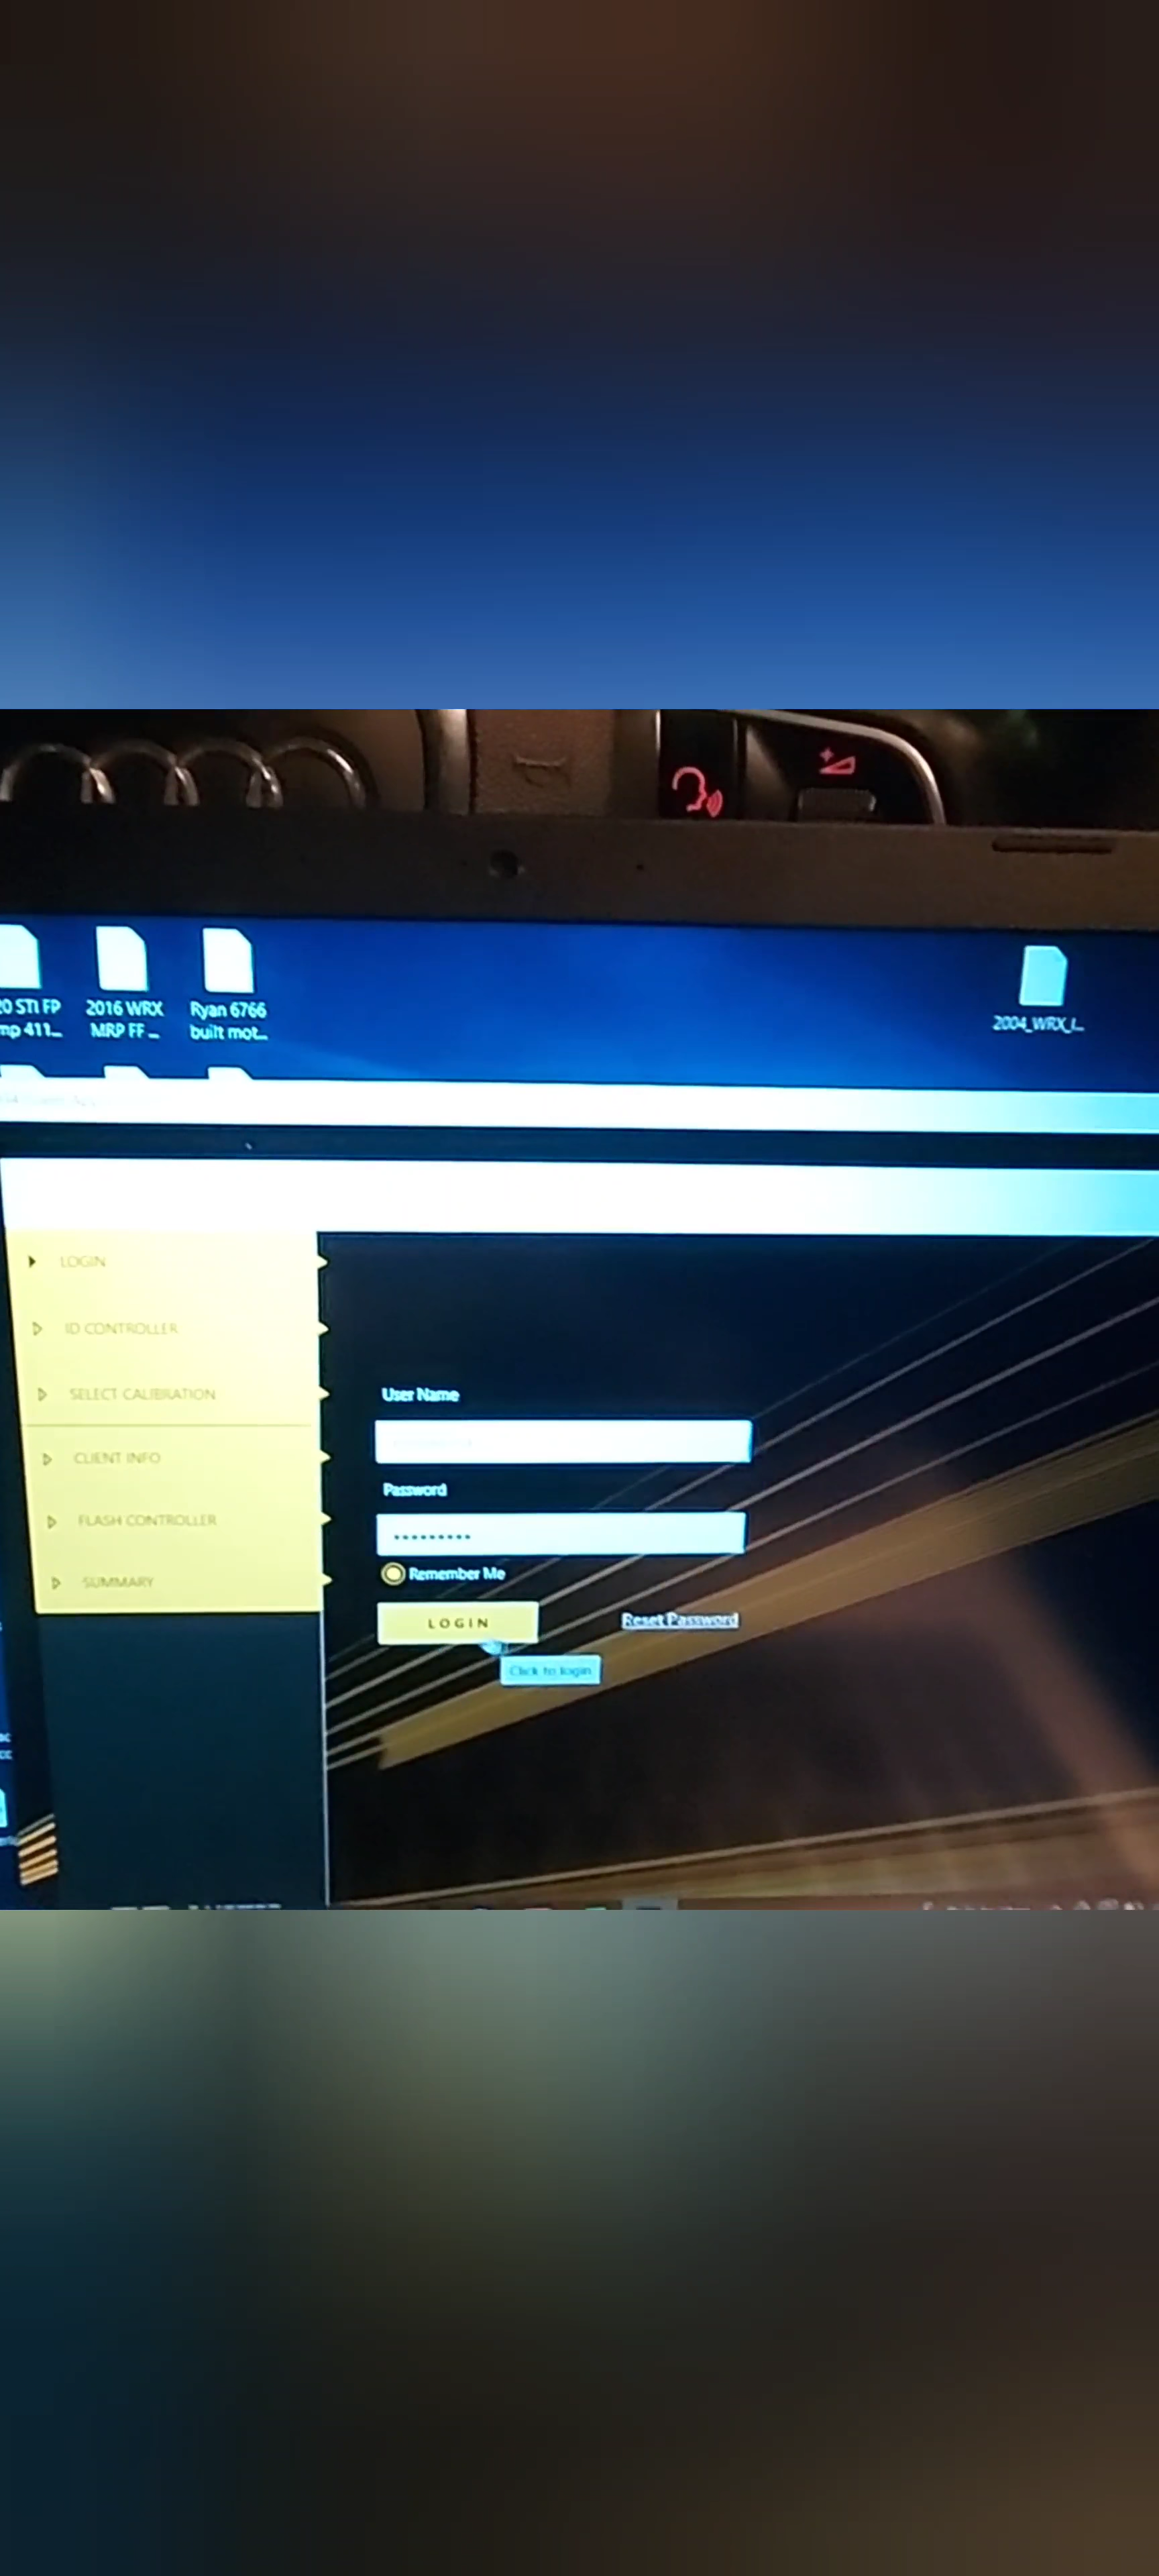 20 STI FP
mp 411...
2016 WRX
MRP FF ...
Ryan 6766
built mot...
2004_WRX_I...
LOGIN
ID CONTROLLER
SELECT CALIBRATION
CLIENT INFO
FLASH CONTROLLER
SUMMARY
User Name
Password
Remember Me
LOGIN
Reset Password
Click to login